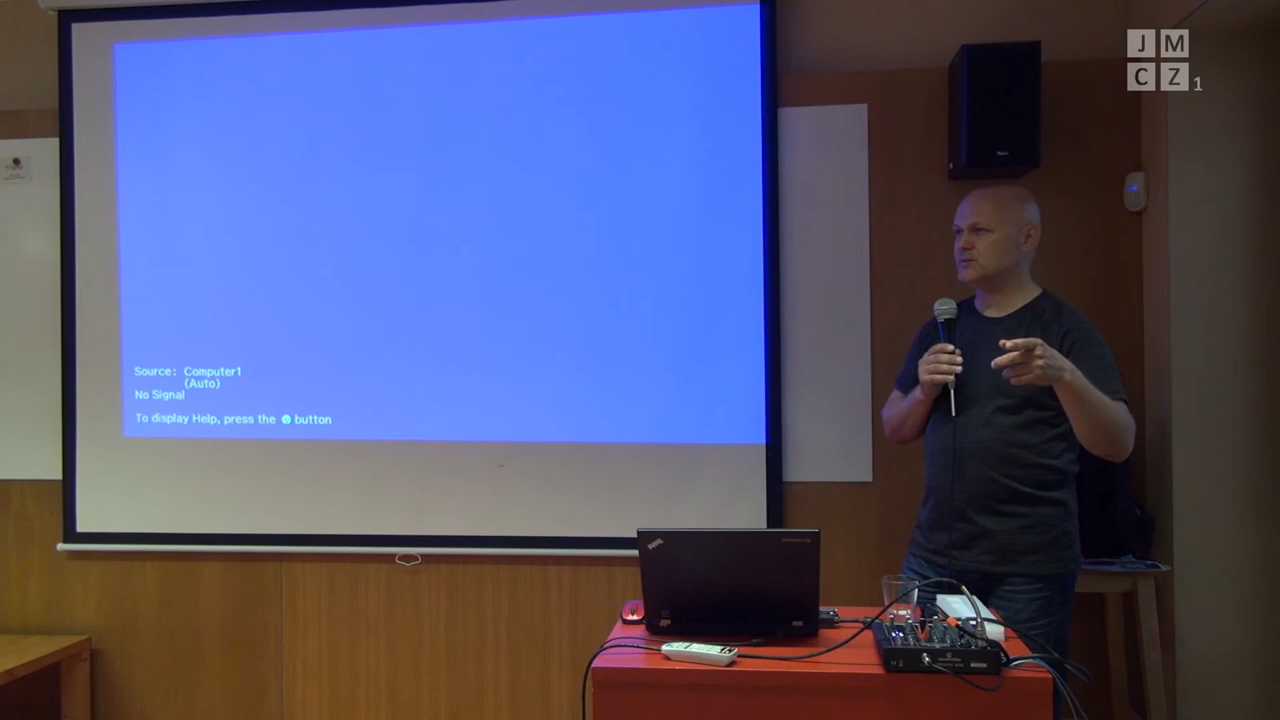 J M
C Z 1
Source: Computer1
(Auto)
No Signal
To display Help, press the button